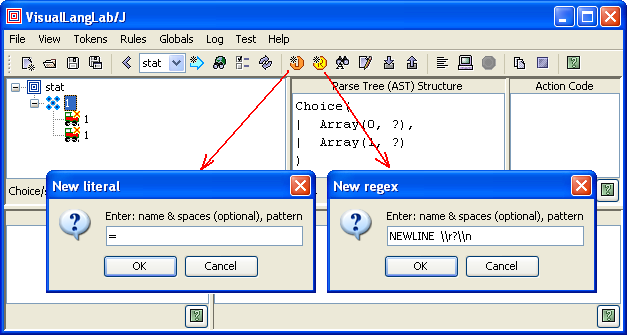 VisualLangLab/J
File View Tokens Rules Globals Log Test Help
stat
stat
1
1
1
Parse Tree (AST) Structure
Choice(
| Array(0, ?),
| Array(1, ?)
)
Action Code
Choice/s
New literal
Enter: name & spaces (optional), pattern
=
OK Cancel
New regex
Enter: name & spaces (optional), pattern
NEWLINE \\r?\\n
OK Cancel